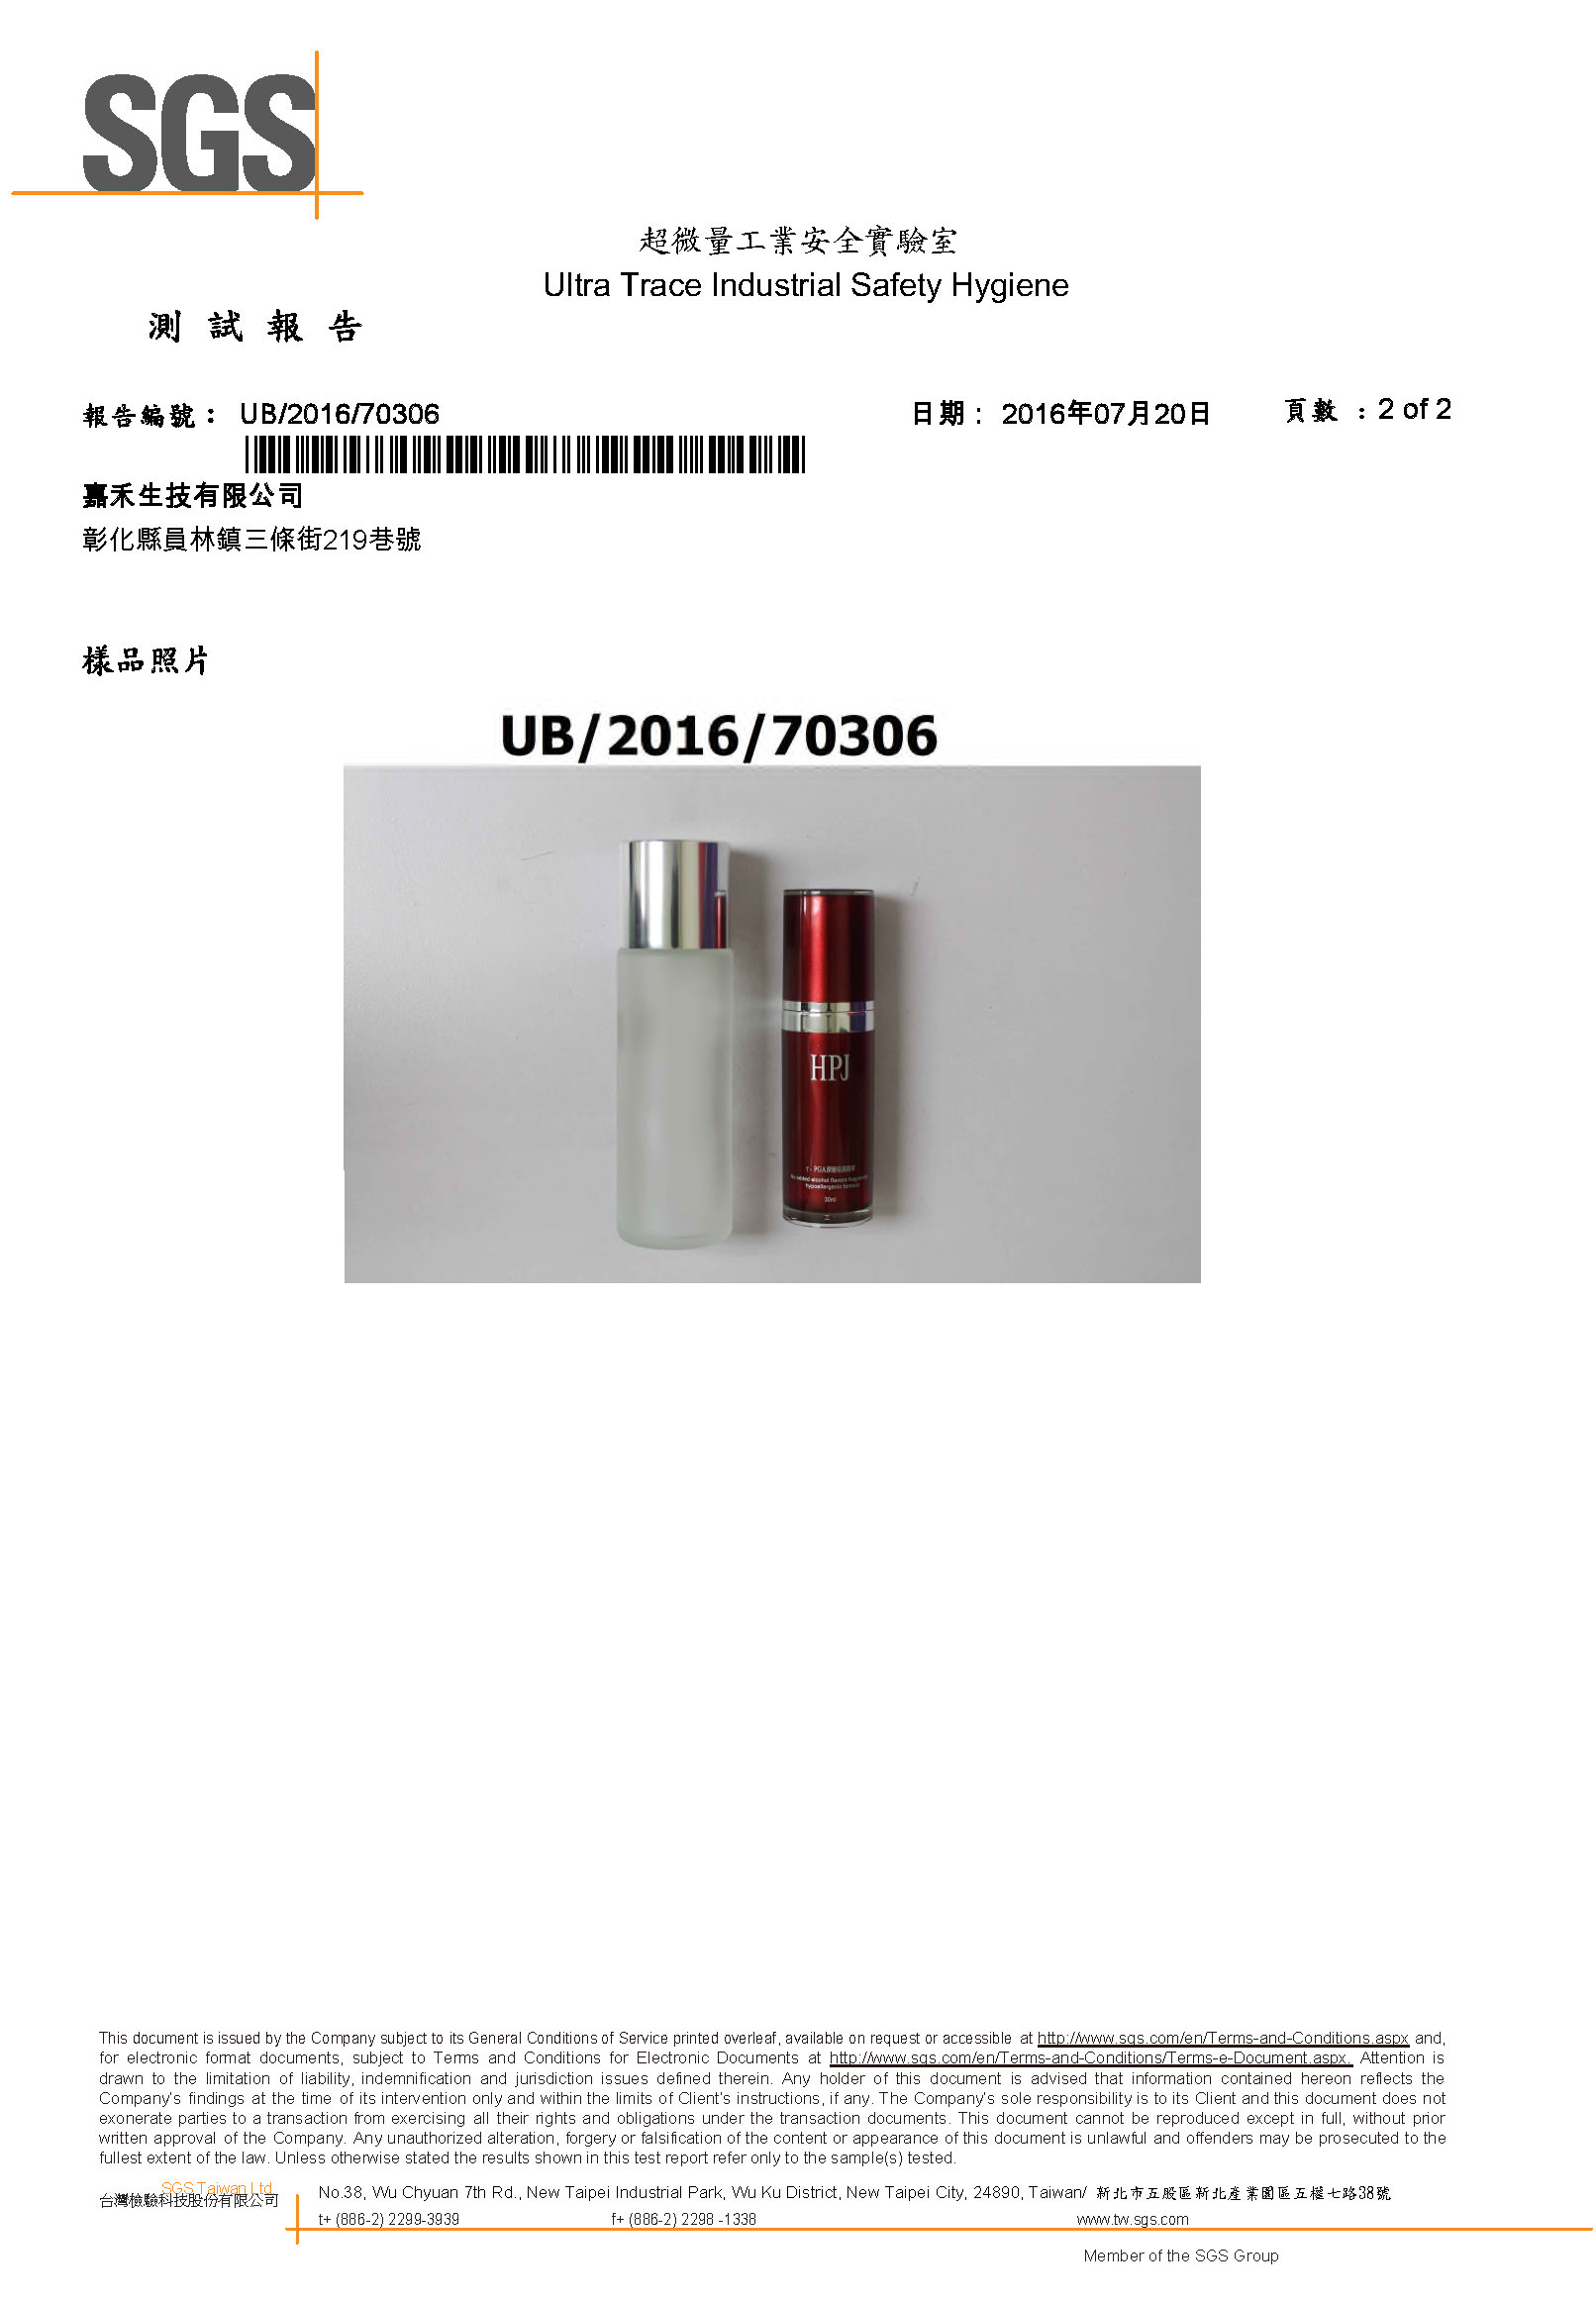 SGS
超微量工業安全實驗室
Ultra Trace Industrial Safety Hygiene
測試報告
報告編號： UB/2016/70306 日期： 2016年07月20日 頁數 ：2 of 2
嘉禾生技有限公司
彰化縣員林鎮三條街219巷號
樣品照片
UB/2016/70306
HPJ
No added alcohol flavors fragrance
hypoallergenic formula
30ml
This document is issued by the Company subject to its General Conditions of Service printed overleaf, available on request or accessible at http://www.sgs.com/en/Terms-and-Conditions.aspx and,
for electronic format documents, subject to Terms and Conditions for Electronic Documents at http://www.sgs.com/en/Terms-and-Conditions/Terms-e-Document.aspx. Attention is
drawn to the limitation of liability, indemnification and jurisdiction issues defined therein. Any holder of this document is advised that information contained hereon reflects the
Company's findings at the time of its intervention only and within the limits of Client's instructions, if any. The Company's sole responsibility is to its Client and this document does not
exonerate parties to a transaction from exercising all their rights and obligations under the transaction documents. This document cannot be reproduced except in full, without prior
written approval of the Company. Any unauthorized alteration, forgery or falsification of the content or appearance of this document is unlawful and offenders may be prosecuted to the
fullest extent of the law. Unless otherwise stated the results shown in this test report refer only to the sample(s) tested.
SGS Taiwan Ltd.
台灣檢驗科技股份有限公司
No.38, Wu Chyuan 7th Rd., New Taipei Industrial Park, Wu Ku District, New Taipei City, 24890, Taiwan/ 新北市五股區新北產業園區五權七路38號
t+ (886-2) 2299-3939 f+ (886-2) 2298 -1338 www.tw.sgs.com
Member of the SGS Group